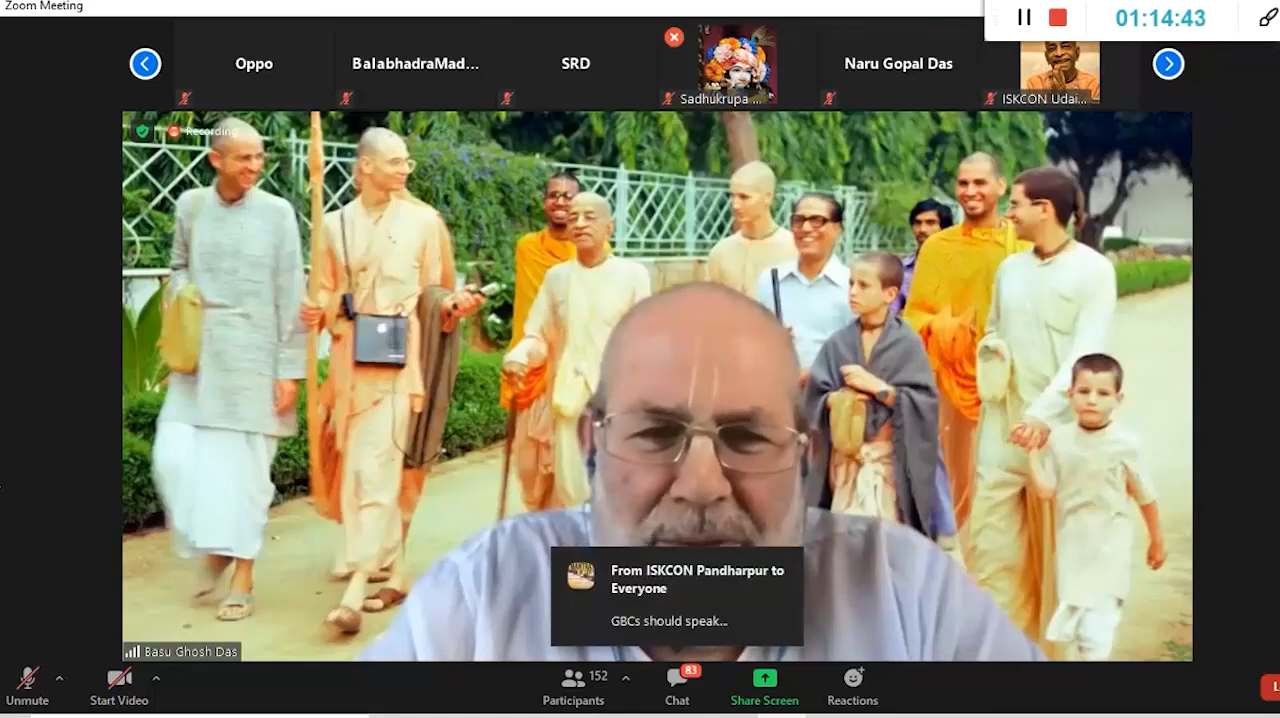 Zoom Meeting
01:14:43
Oppo
BalabhadraMad...
SRD
Sadhukrupa ...
Naru Gopal Das
ISKCON Udai...
Recording
From ISKCON Pandharpur to
Everyone
GBCs should speak...
Basu Ghosh Das
Unmute
Start Video
152
Participants
83
Chat
Share Screen
Reactions
L